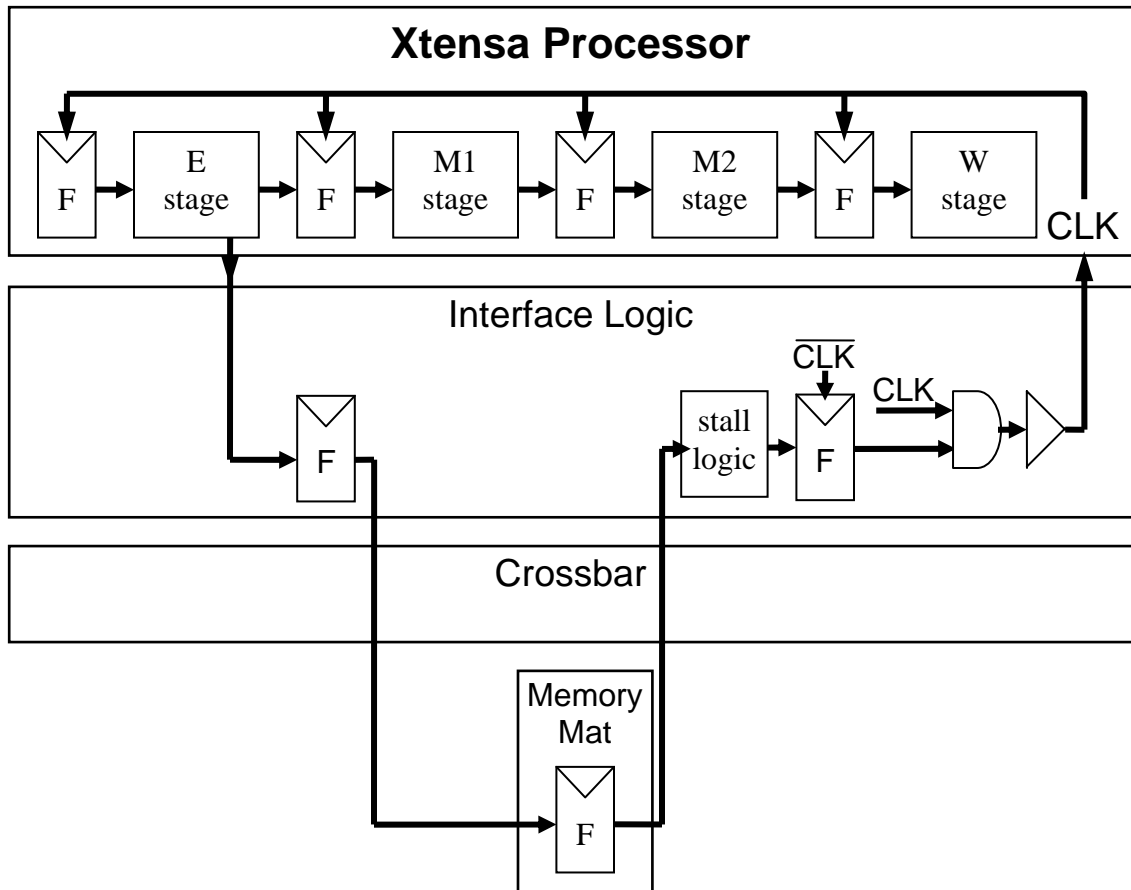 Xtensa Processor
F
E
stage
F
M1
stage
F
M2
stage
F
W
stage
CLK
Interface Logic
F
stall
logic
CLK
F
CLK
Crossbar
Memory
Mat
F